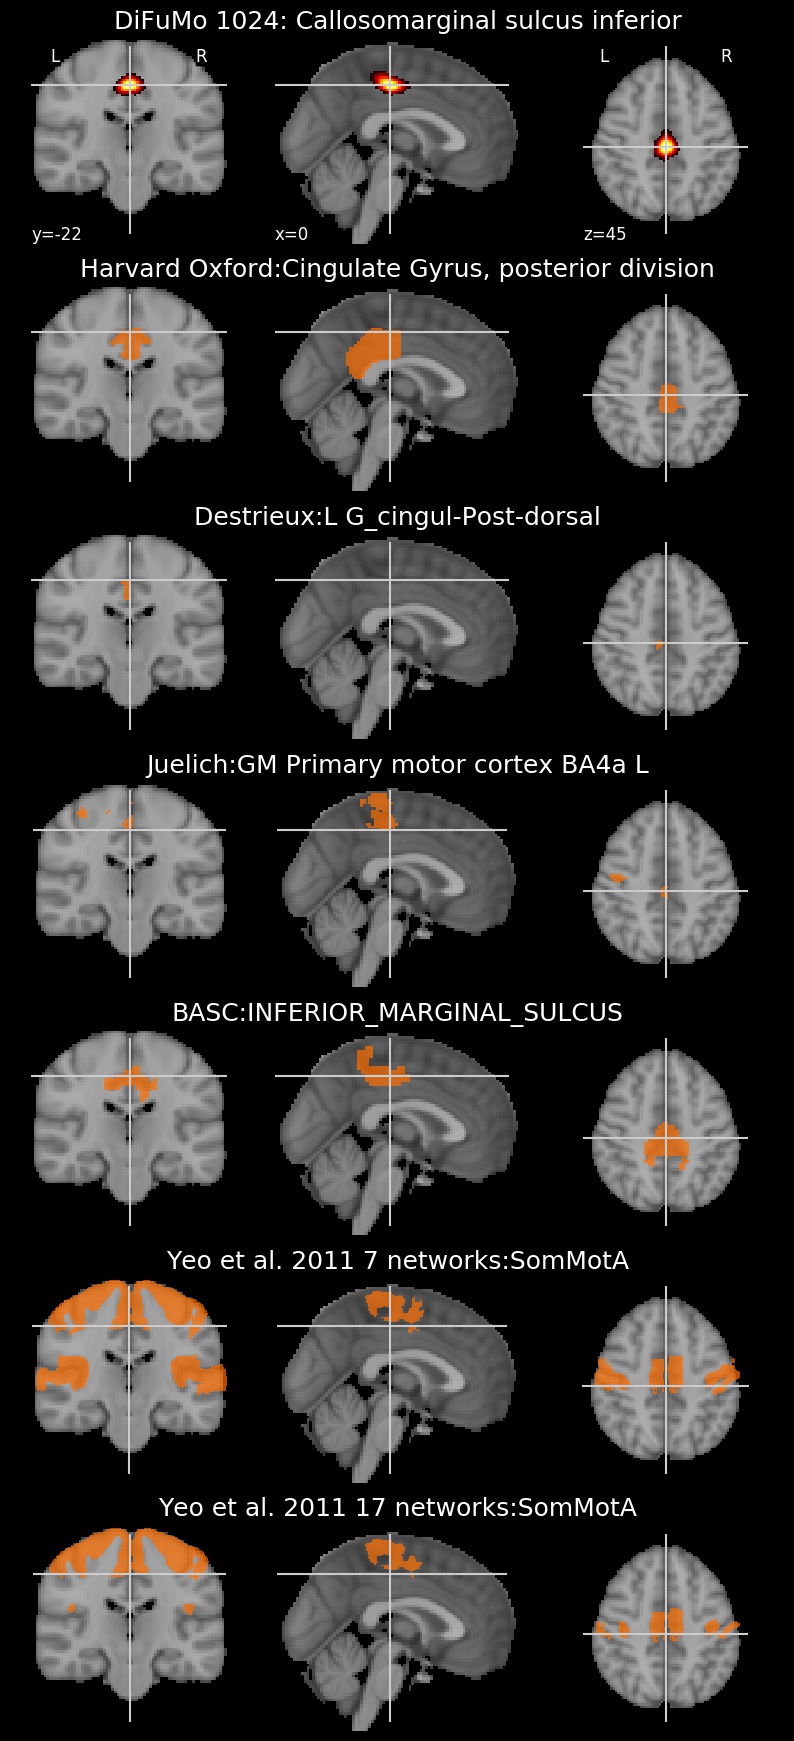 DiFuMo 1024: Callosomarginal sulcus inferior
L R L R
y=-22 x=0 z=45
Harvard Oxford:Cingulate Gyrus, posterior division
Destrieux:L G_cingul-Post-dorsal
Juelich:GM Primary motor cortex BA4a L
BASC:INFERIOR_MARGINAL_SULCUS
Yeo et al. 2011 7 networks:SomMotA
Yeo et al. 2011 17 networks:SomMotA